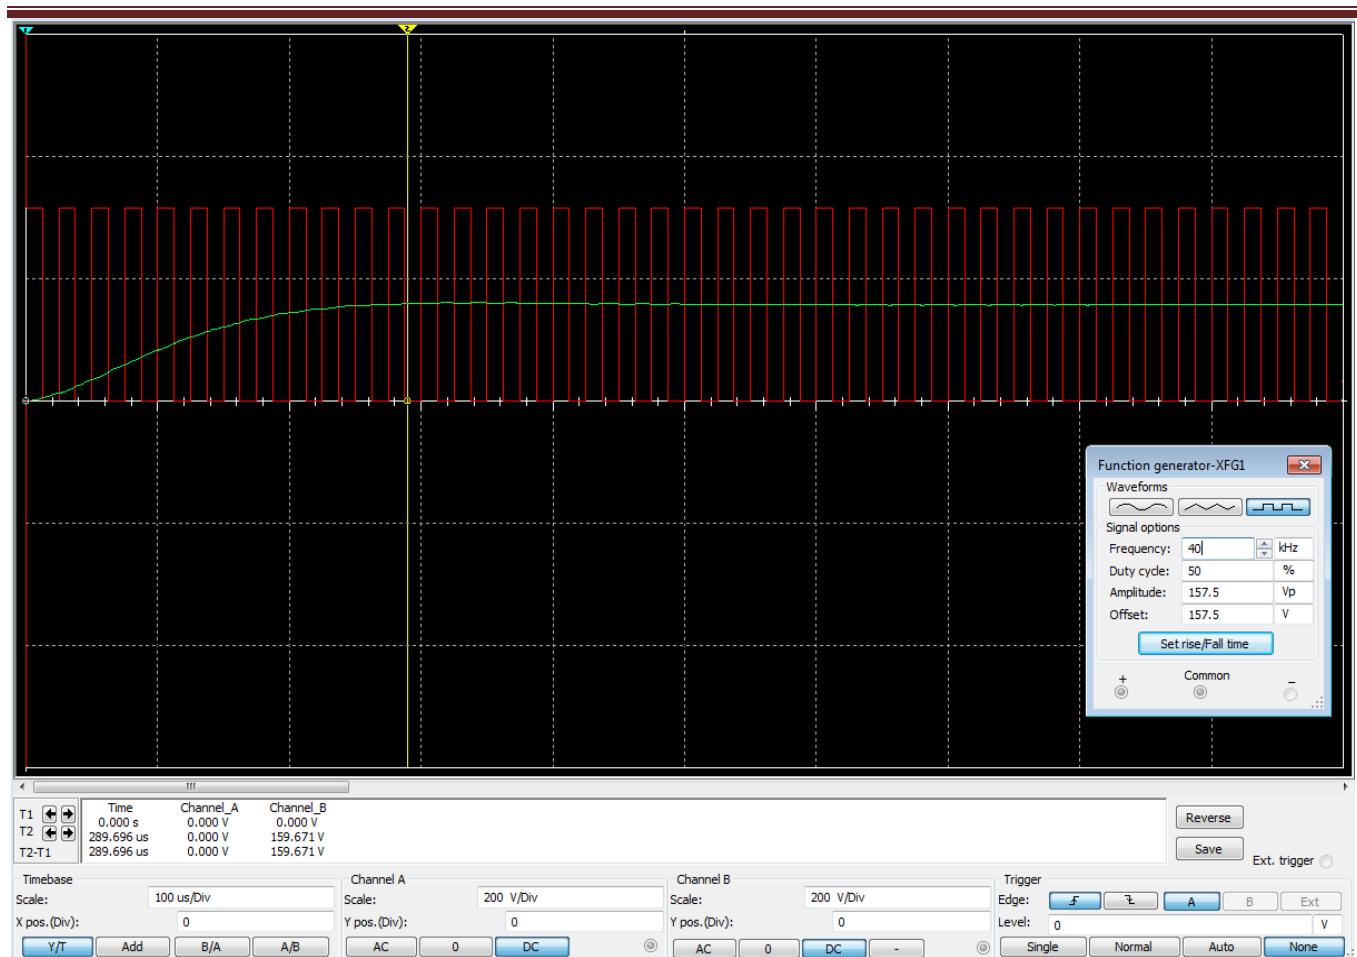 1
2
Function generator-XFG1
Waveforms
Signal options
Frequency: 40 kHz
Duty cycle: 50 %
Amplitude: 157.5 Vp
Offset: 157.5 V
Set rise/Fall time
+ Common −
T1
T2
T2-T1
Time Channel_A Channel_B
0.000 s 0.000 V 0.000 V
289.696 us 0.000 V 159.671 V
289.696 us 0.000 V 159.671 V
Reverse
Save
Ext. trigger
Timebase
Scale: 100 us/Div
X pos.(Div): 0
Y/T Add B/A A/B
Channel A
Scale: 200 V/Div
Y pos.(Div): 0
AC 0 DC
Channel B
Scale: 200 V/Div
Y pos.(Div): 0
AC 0 DC -
Trigger
Edge: A B Ext
Level: 0 V
Single Normal Auto None